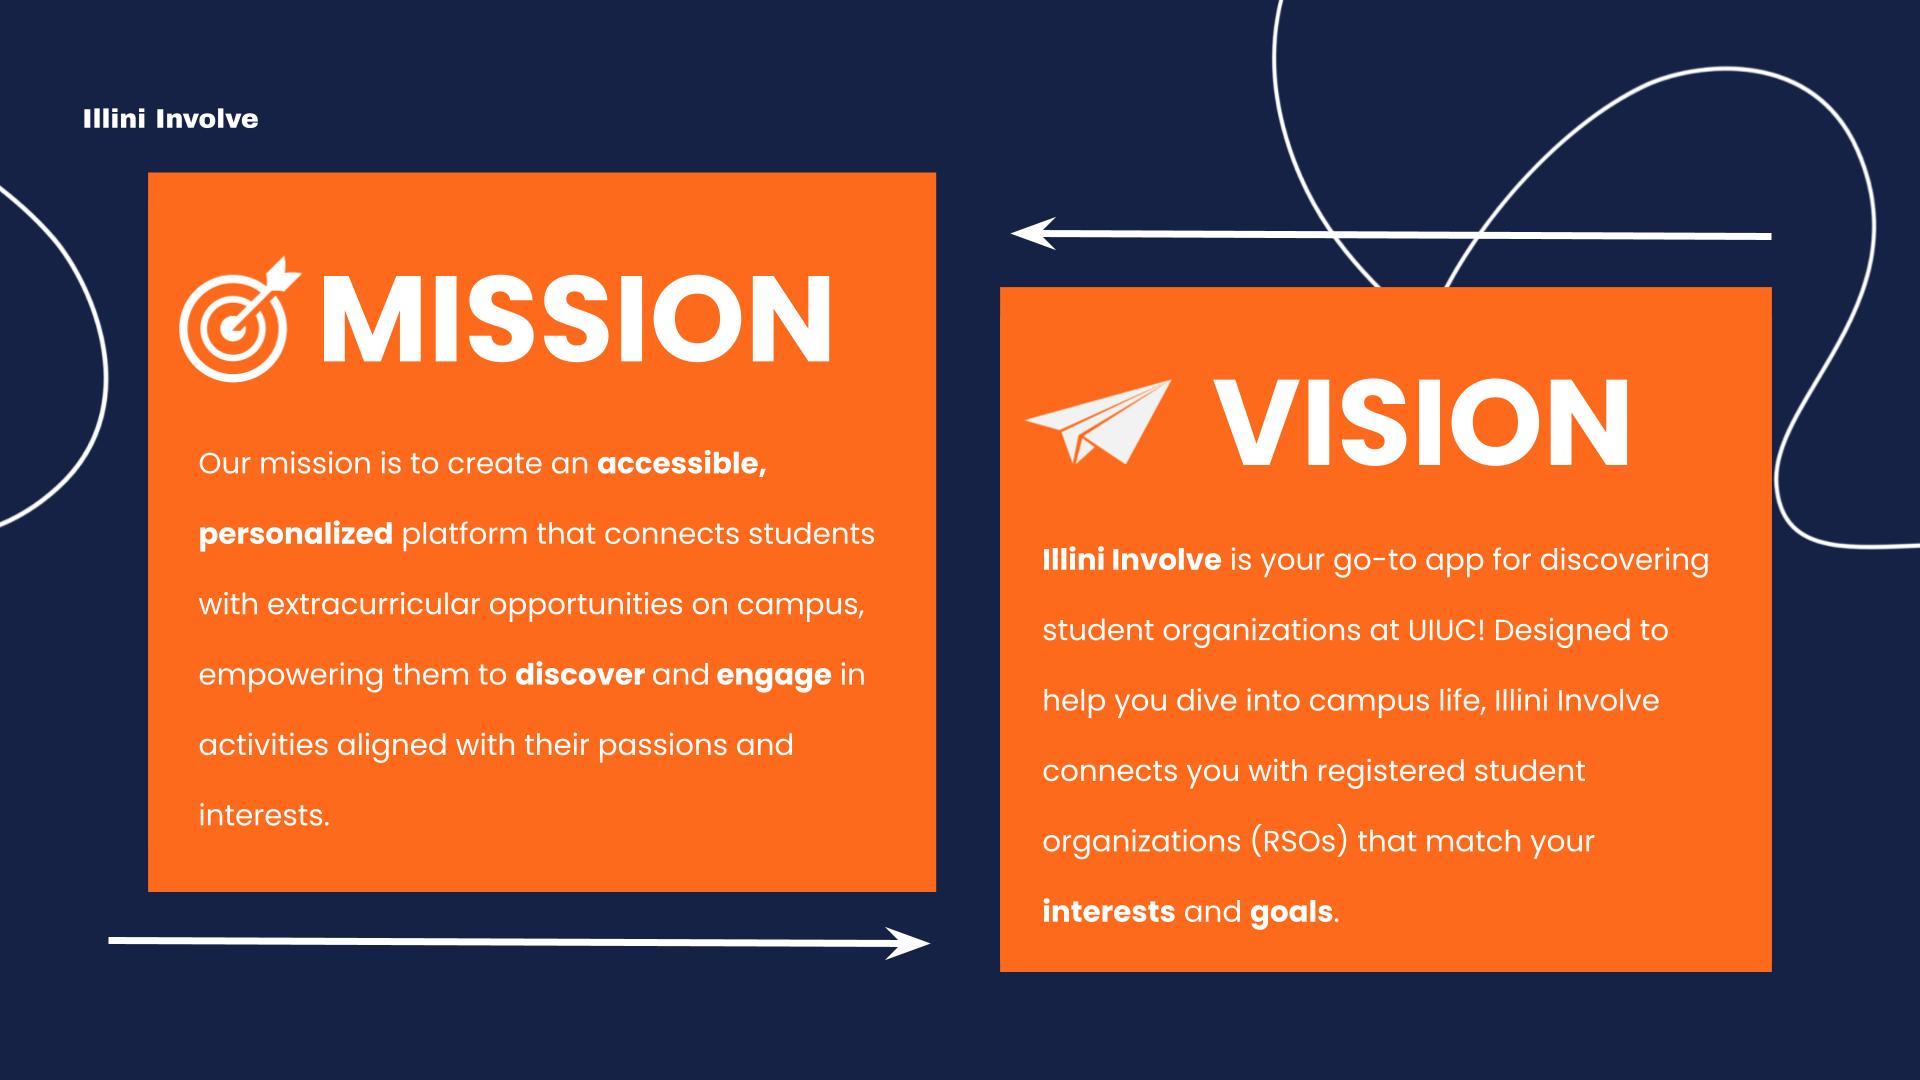 Illini Involve
MISSION
Our mission is to create an accessible,
personalized platform that connects students
with extracurricular opportunities on campus,
empowering them to discover and engage in
activities aligned with their passions and
interests.
VISION
Illini Involve is your go-to app for discovering
student organizations at UIUC! Designed to
help you dive into campus life, Illini Involve
connects you with registered student
organizations (RSOs) that match your
interests and goals.